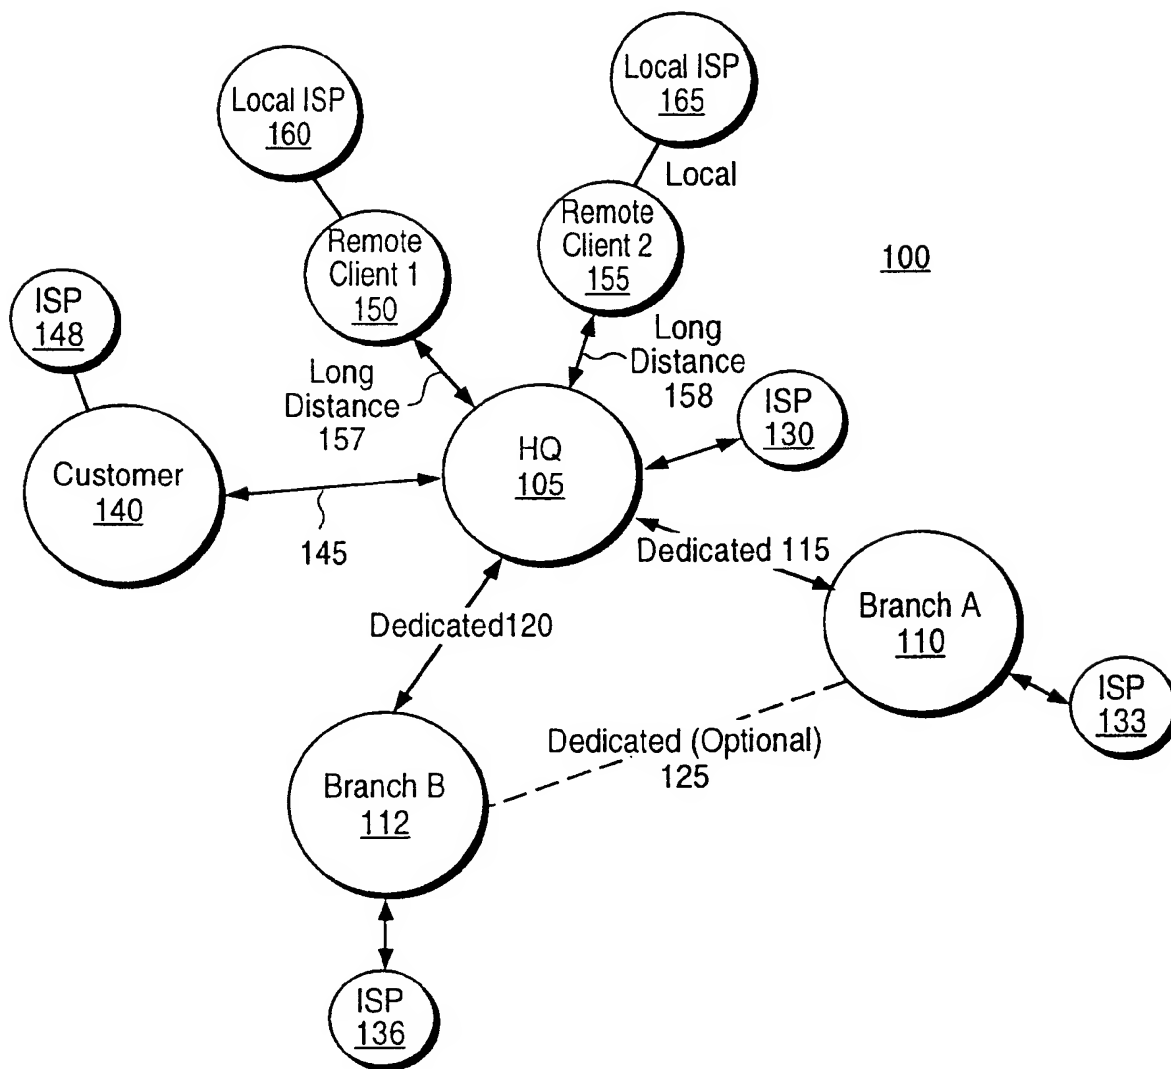 Local ISP
165
Local ISP
160
Local
Remote
Client 2
155
Remote
Client 1
150
100
ISP
148
Long
Distance
158
Long
Distance
157
ISP
130
HQ
105
Customer
140
145
Dedicated 115
Dedicated120
Branch A
110
ISP
133
Dedicated (Optional)
125
Branch B
112
ISP
136